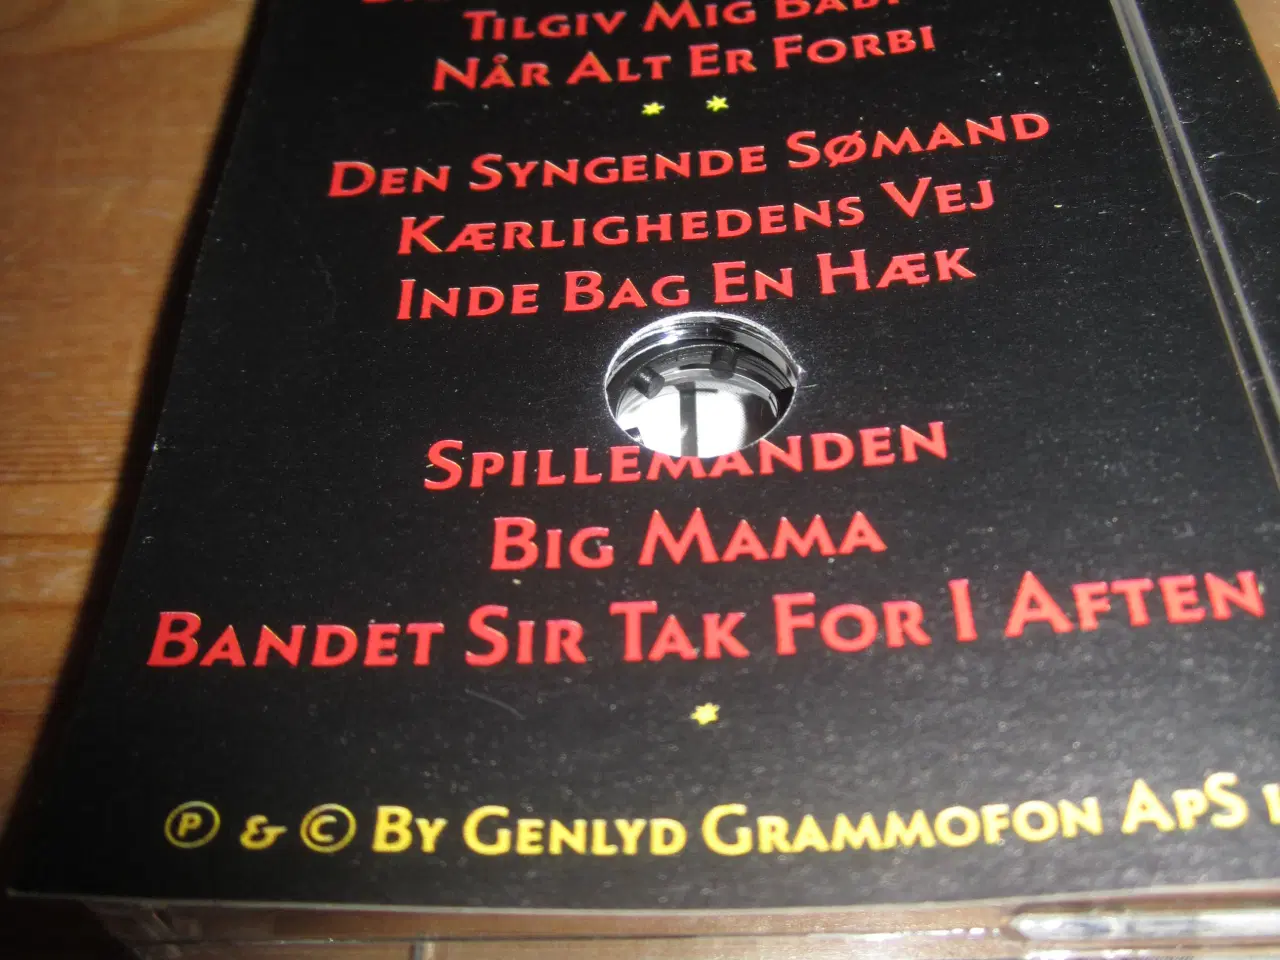 Tilgiv Mig Baby
Når Alt Er Forbi
Den Syngende Sømand
Kærlighedens Vej
Inde Bag En Hæk
Spillemanden
Big Mama
Bandet Sir Tak For I Aften
Ⓟ & © By Genlyd Grammofon ApS